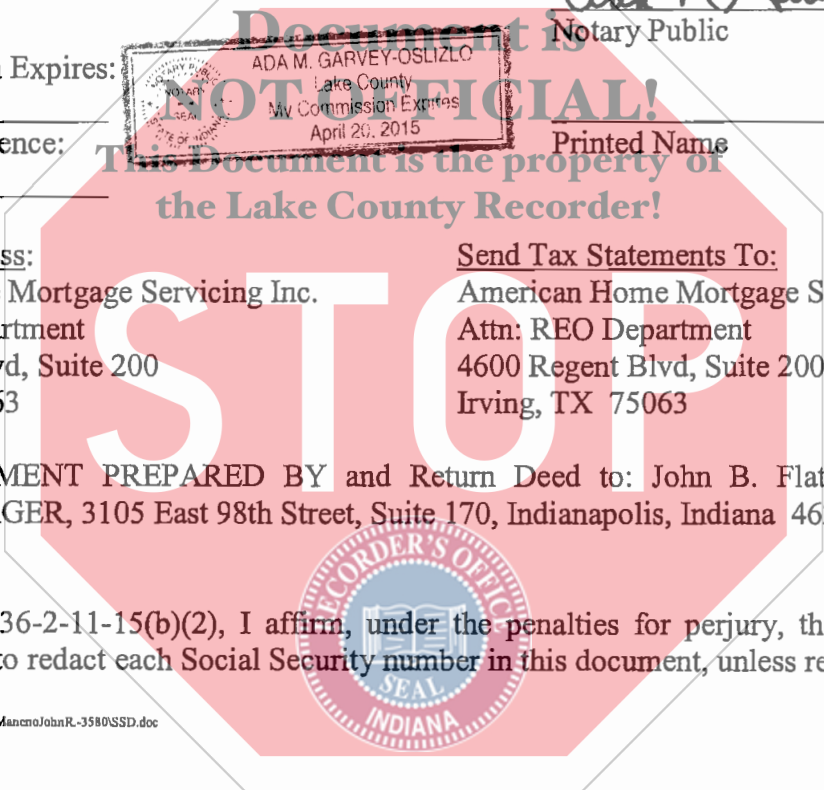 Document is
NOT OFFICIAL!
This Document is the property of
the Lake County Recorder!
STOP
Notary Public
Expires:
NOTARY PUBLIC
NOTARY
SEAL
STATE OF INDIANA
ADA M. GARVEY-OSLIZLO
Lake County
My Commission Expires
April 20, 2015
ence:
Printed Name
ss:
Mortgage Servicing Inc.
rtment
vd, Suite 200
63
Send Tax Statements To:
American Home Mortgage S
Attn: REO Department
4600 Regent Blvd, Suite 200
Irving, TX 75063
MENT PREPARED BY and Return Deed to: John B. Flat
GER, 3105 East 98th Street, Suite 170, Indianapolis, Indiana 46
36-2-11-15(b)(2), I affirm, under the penalties for perjury, th
to redact each Social Security number in this document, unless re
RECORDER'S OFFICE
SEAL
INDIANA
JohnR.-3580\SSD.doc